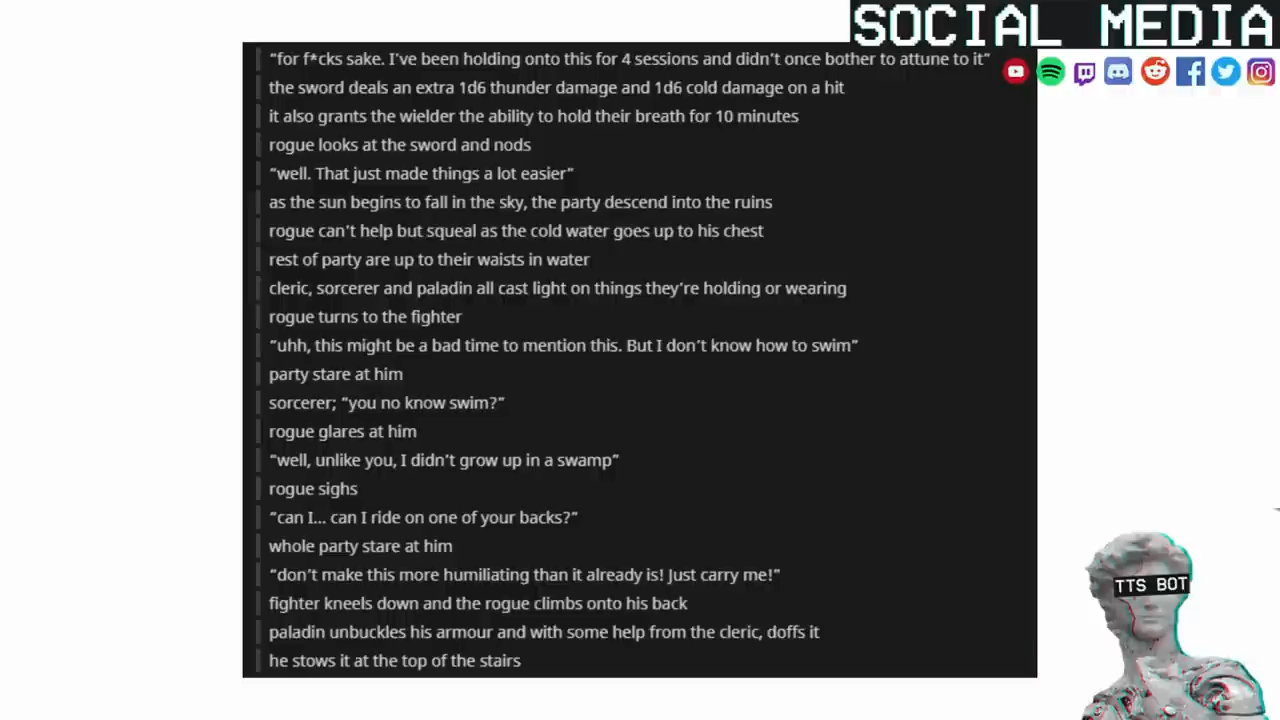 SOCIAL MEDIA
“for f*cks sake. I’ve been holding onto this for 4 sessions and didn’t once bother to attune to it”
the sword deals an extra 1d6 thunder damage and 1d6 cold damage on a hit
it also grants the wielder the ability to hold their breath for 10 minutes
rogue looks at the sword and nods
“well. That just made things a lot easier”
as the sun begins to fall in the sky, the party descend into the ruins
rogue can’t help but squeal as the cold water goes up to his chest
rest of party are up to their waists in water
cleric, sorcerer and paladin all cast light on things they’re holding or wearing
rogue turns to the fighter
“uhh, this might be a bad time to mention this. But I don’t know how to swim”
party stare at him
sorcerer; “you no know swim?”
rogue glares at him
“well, unlike you, I didn’t grow up in a swamp”
rogue sighs
“can I... can I ride on one of your backs?”
whole party stare at him
“don’t make this more humiliating than it already is! Just carry me!”
fighter kneels down and the rogue climbs onto his back
paladin unbuckles his armour and with some help from the cleric, doffs it
he stows it at the top of the stairs
TTS BOT